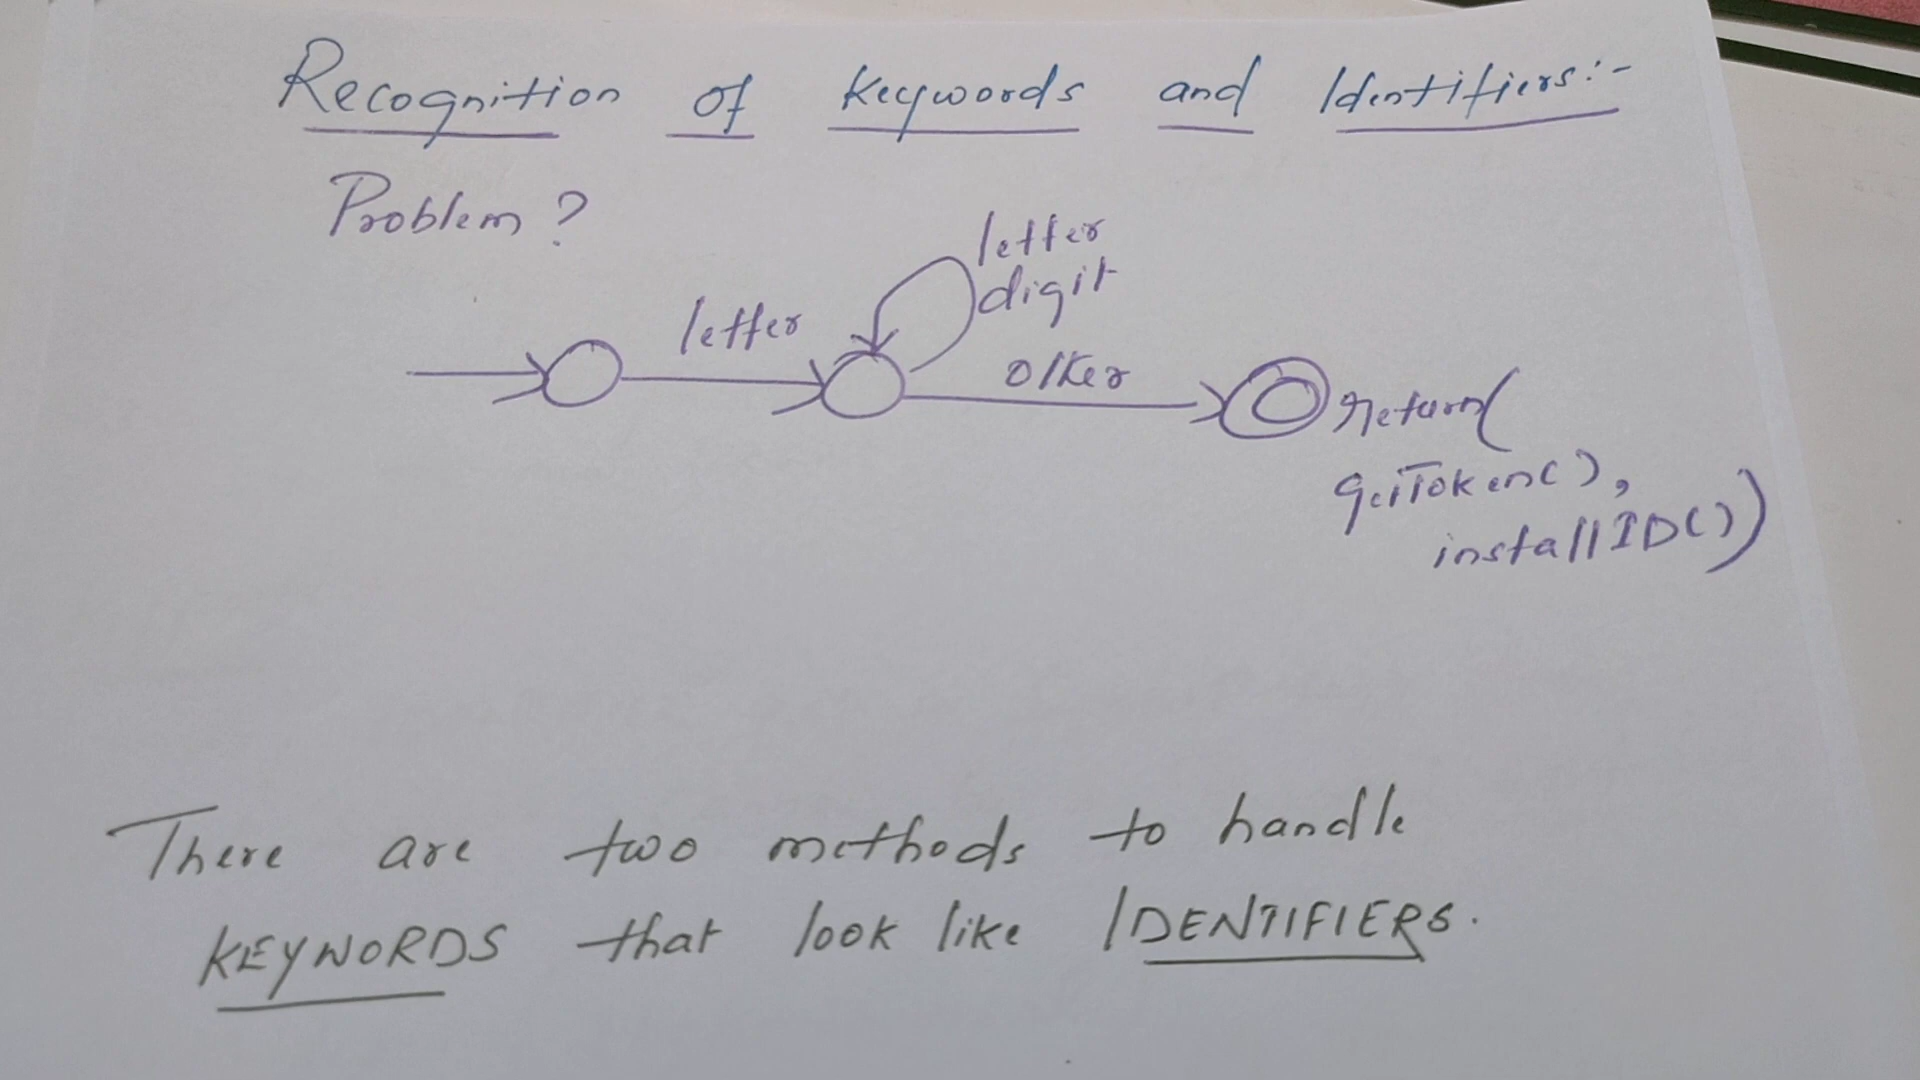 Recognition of Keywords and Identifiers:-
Problem?
letter
digit
letter
other
return(
getToken(),
installID())
There are two methods to handle
KEYWORDS that look like IDENTIFIERS.